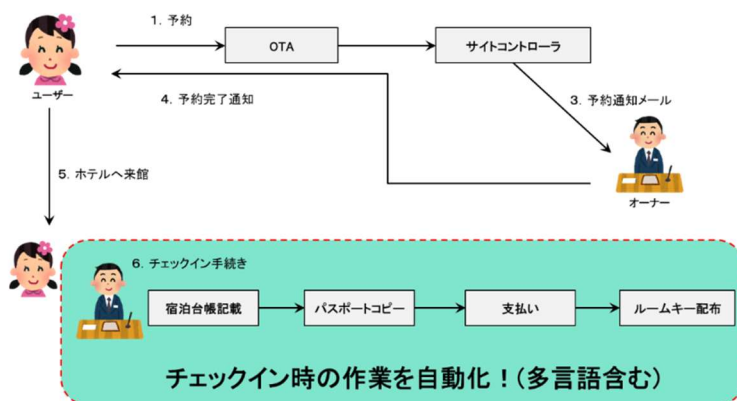 1. 予約
OTA
サイトコントローラ
ユーザー
4. 予約完了通知
3. 予約通知メール
5. ホテルへ来館
オーナー
6. チェックイン手続き
宿泊台帳記載
パスポートコピー
支払い
ルームキー配布
チェックイン時の作業を自動化！(多言語含む)